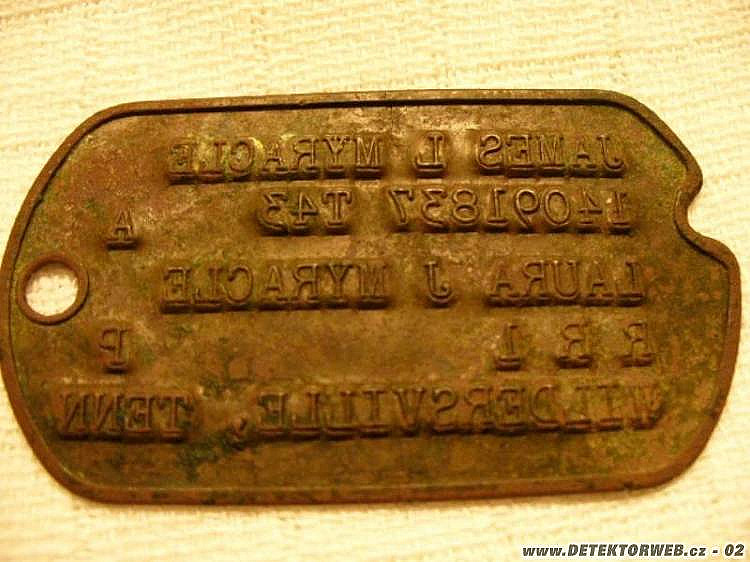 JAMES L MYRACLE
14091837 T43 A
LAURA J MYRACLE
R R 1 P
WILDERSVILLE, TENN
www.DETEKTORWEB.cz - 02